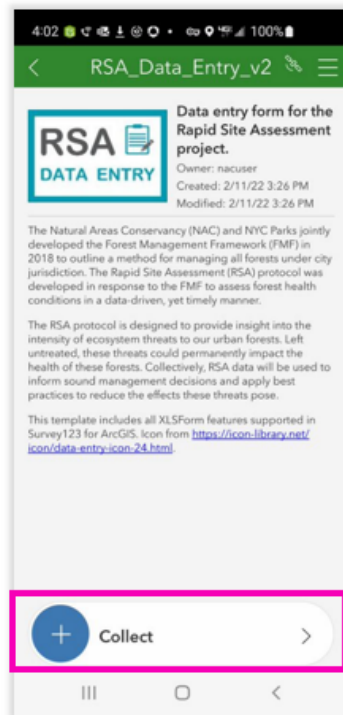 4:02 100%
RSA_Data_Entry_v2
RSA
DATA ENTRY
Data entry form for the
Rapid Site Assessment
project.
Owner: nacuser
Created: 2/11/22 3:26 PM
Modified: 2/11/22 3:26 PM
The Natural Areas Conservancy (NAC) and NYC Parks jointly
developed the Forest Management Framework (FMF) in
2018 to outline a method for managing all forests under city
jurisdiction. The Rapid Site Assessment (RSA) protocol was
developed in response to the FMF to assess forest health
conditions in a data-driven, yet timely manner.
The RSA protocol is designed to provide insight into the
intensity of ecosystem threats to our urban forests. Left
untreated, these threats could permanently impact the
health of these forests. Collectively, RSA data will be used to
inform sound management decisions and apply best
practices to reduce the effects these threats pose.
This template includes all XLSForm features supported in
Survey123 for ArcGIS. Icon from https://icon-library.net/
icon/data-entry-icon-24.html.
Collect